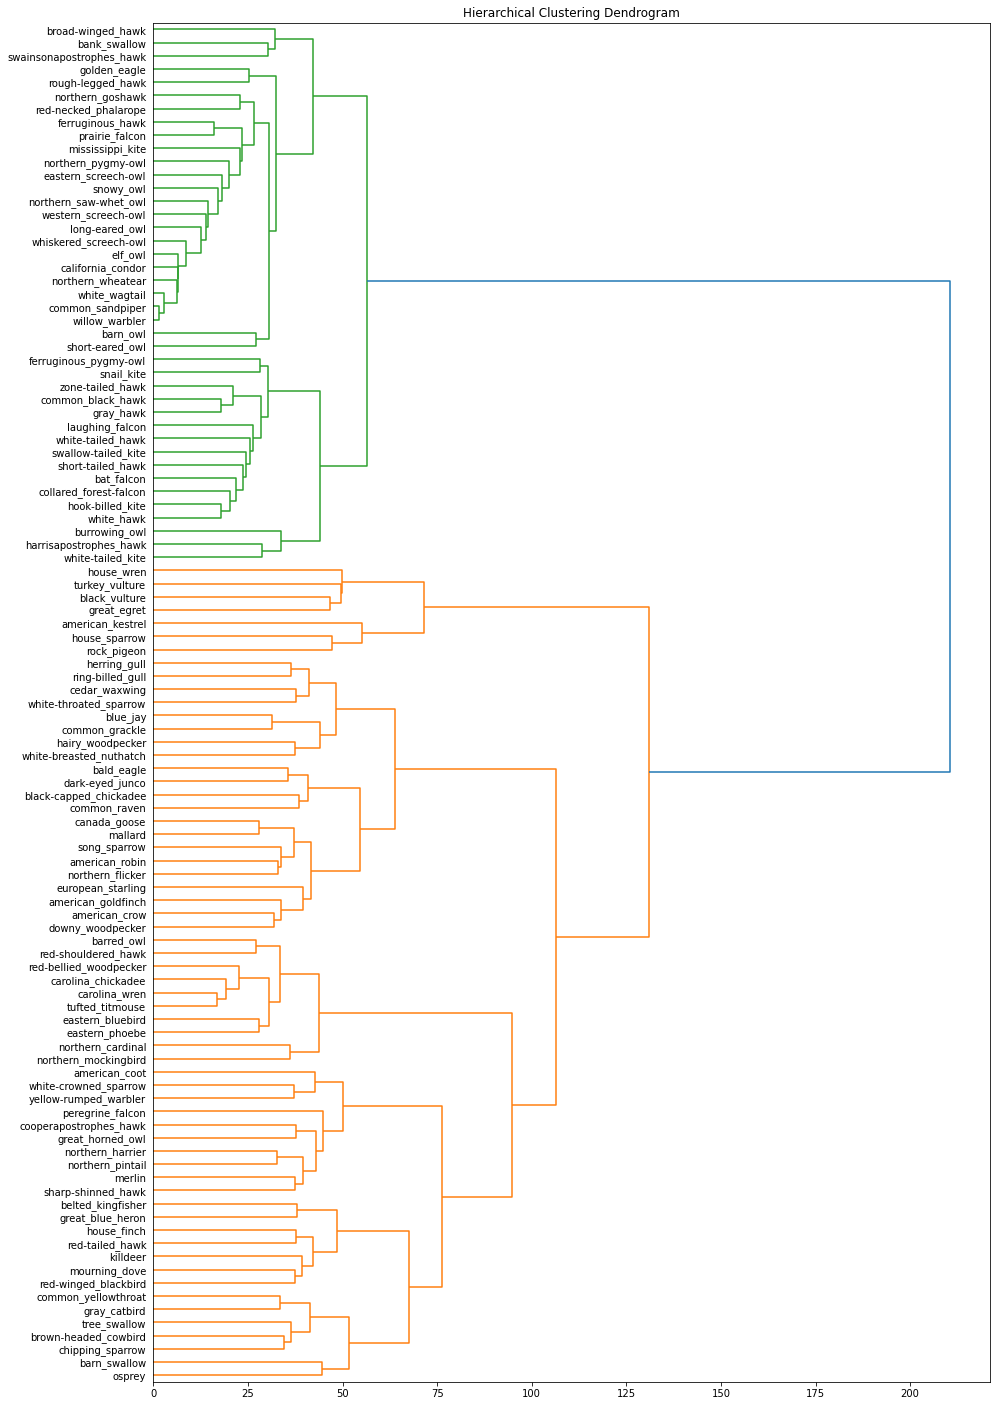 Hierarchical Clustering Dendrogram
broad-winged_hawk
bank_swallow
swainsonapostrophes_hawk
golden_eagle
rough-legged_hawk
northern_goshawk
red-necked_phalarope
ferruginous_hawk
prairie_falcon
mississippi_kite
northern_pygmy-owl
eastern_screech-owl
snowy_owl
northern_saw-whet_owl
western_screech-owl
long-eared_owl
whiskered_screech-owl
elf_owl
california_condor
northern_wheatear
white_wagtail
common_sandpiper
willow_warbler
barn_owl
short-eared_owl
ferruginous_pygmy-owl
snail_kite
zone-tailed_hawk
common_black_hawk
gray_hawk
laughing_falcon
white-tailed_hawk
swallow-tailed_kite
short-tailed_hawk
bat_falcon
collared_forest-falcon
hook-billed_kite
white_hawk
burrowing_owl
harrisapostrophes_hawk
white-tailed_kite
house_wren
turkey_vulture
black_vulture
great_egret
american_kestrel
house_sparrow
rock_pigeon
herring_gull
ring-billed_gull
cedar_waxwing
white-throated_sparrow
blue_jay
common_grackle
hairy_woodpecker
white-breasted_nuthatch
bald_eagle
dark-eyed_junco
black-capped_chickadee
common_raven
canada_goose
mallard
song_sparrow
american_robin
northern_flicker
european_starling
american_goldfinch
american_crow
downy_woodpecker
barred_owl
red-shouldered_hawk
red-bellied_woodpecker
carolina_chickadee
carolina_wren
tufted_titmouse
eastern_bluebird
eastern_phoebe
northern_cardinal
northern_mockingbird
american_coot
white-crowned_sparrow
yellow-rumped_warbler
peregrine_falcon
cooperapostrophes_hawk
great_horned_owl
northern_harrier
northern_pintail
merlin
sharp-shinned_hawk
belted_kingfisher
great_blue_heron
house_finch
red-tailed_hawk
killdeer
mourning_dove
red-winged_blackbird
common_yellowthroat
gray_catbird
tree_swallow
brown-headed_cowbird
chipping_sparrow
barn_swallow
osprey
0 25 50 75 100 125 150 175 200